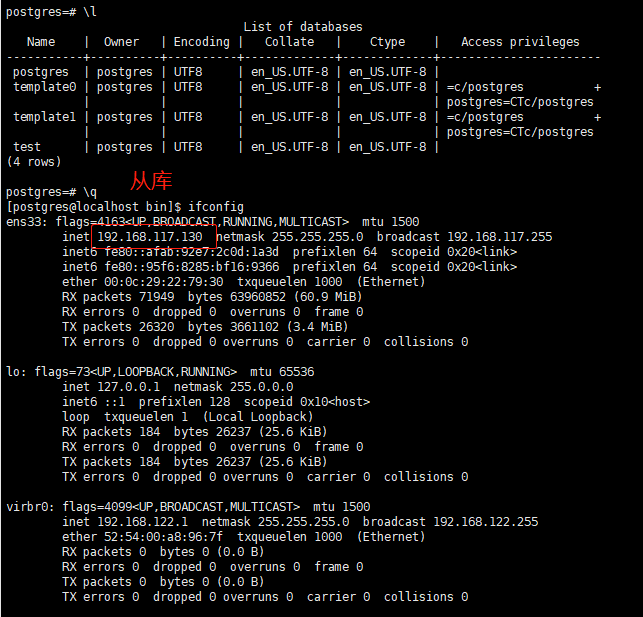 postgres=# \l
                                  List of databases
   Name    |  Owner   | Encoding |   Collate   |    Ctype    |   Access privileges
-----------+----------+----------+-------------+-------------+-----------------------
 postgres  | postgres | UTF8     | en_US.UTF-8 | en_US.UTF-8 |
 template0 | postgres | UTF8     | en_US.UTF-8 | en_US.UTF-8 | =c/postgres          +
           |          |          |             |             | postgres=CTc/postgres
 template1 | postgres | UTF8     | en_US.UTF-8 | en_US.UTF-8 | =c/postgres          +
           |          |          |             |             | postgres=CTc/postgres
 test      | postgres | UTF8     | en_US.UTF-8 | en_US.UTF-8 |
(4 rows)
从库
postgres=# \q
[postgres@localhost bin]$ ifconfig
ens33: flags=4163<UP,BROADCAST,RUNNING,MULTICAST>  mtu 1500
        inet 192.168.117.130  netmask 255.255.255.0  broadcast 192.168.117.255
        inet6 fe80::afab:92e7:2c0d:1a3d  prefixlen 64  scopeid 0x20<link>
        inet6 fe80::95f6:8285:bf16:9366  prefixlen 64  scopeid 0x20<link>
        ether 00:0c:29:22:79:30  txqueuelen 1000  (Ethernet)
        RX packets 71949  bytes 63960852 (60.9 MiB)
        RX errors 0  dropped 0  overruns 0  frame 0
        TX packets 26320  bytes 3661102 (3.4 MiB)
        TX errors 0  dropped 0 overruns 0  carrier 0  collisions 0
lo: flags=73<UP,LOOPBACK,RUNNING>  mtu 65536
        inet 127.0.0.1  netmask 255.0.0.0
        inet6 ::1  prefixlen 128  scopeid 0x10<host>
        loop  txqueuelen 1  (Local Loopback)
        RX packets 184  bytes 26237 (25.6 KiB)
        RX errors 0  dropped 0  overruns 0  frame 0
        TX packets 184  bytes 26237 (25.6 KiB)
        TX errors 0  dropped 0 overruns 0  carrier 0  collisions 0
virbr0: flags=4099<UP,BROADCAST,MULTICAST>  mtu 1500
        inet 192.168.122.1  netmask 255.255.255.0  broadcast 192.168.122.255
        ether 52:54:00:a8:96:7f  txqueuelen 1000  (Ethernet)
        RX packets 0  bytes 0 (0.0 B)
        RX errors 0  dropped 0  overruns 0  frame 0
        TX packets 0  bytes 0 (0.0 B)
        TX errors 0  dropped 0 overruns 0  carrier 0  collisions 0